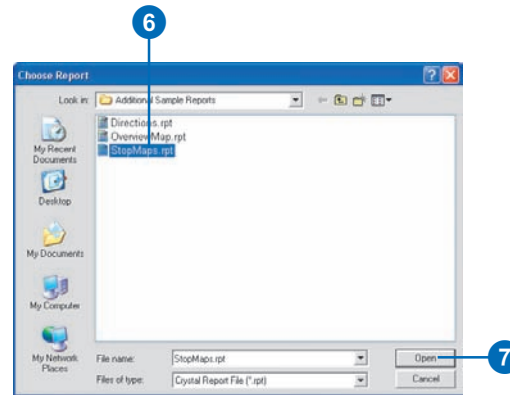 6
Choose Report
Look in: Additional Sample Reports
Directions.rpt
OverviewMap.rpt
StopMaps.rpt
My Recent
Documents
Desktop
My Documents
My Computer
My Network
Places
File name: StopMaps.rpt Open
7
Files of type: Crystal Report File (*.rpt) Cancel